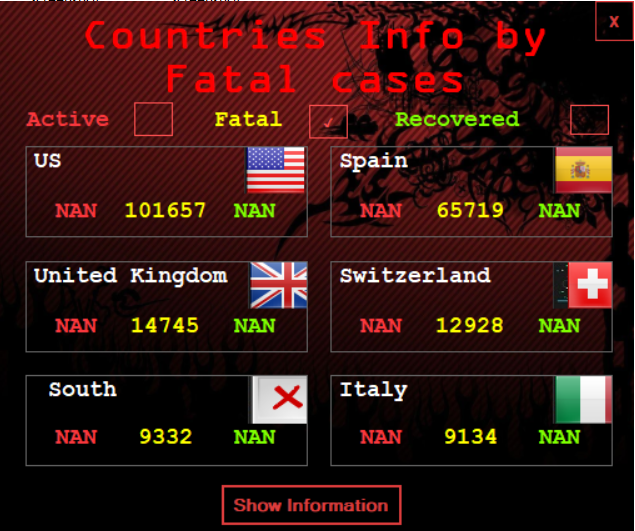 x
Countries Info by
Fatal cases
Active
Fatal ✓
Recovered
US
NAN 101657 NAN
Spain
NAN 65719 NAN
United Kingdom
NAN 14745 NAN
Switzerland
NAN 12928 NAN
South
NAN 9332 NAN
Italy
NAN 9134 NAN
Show Information